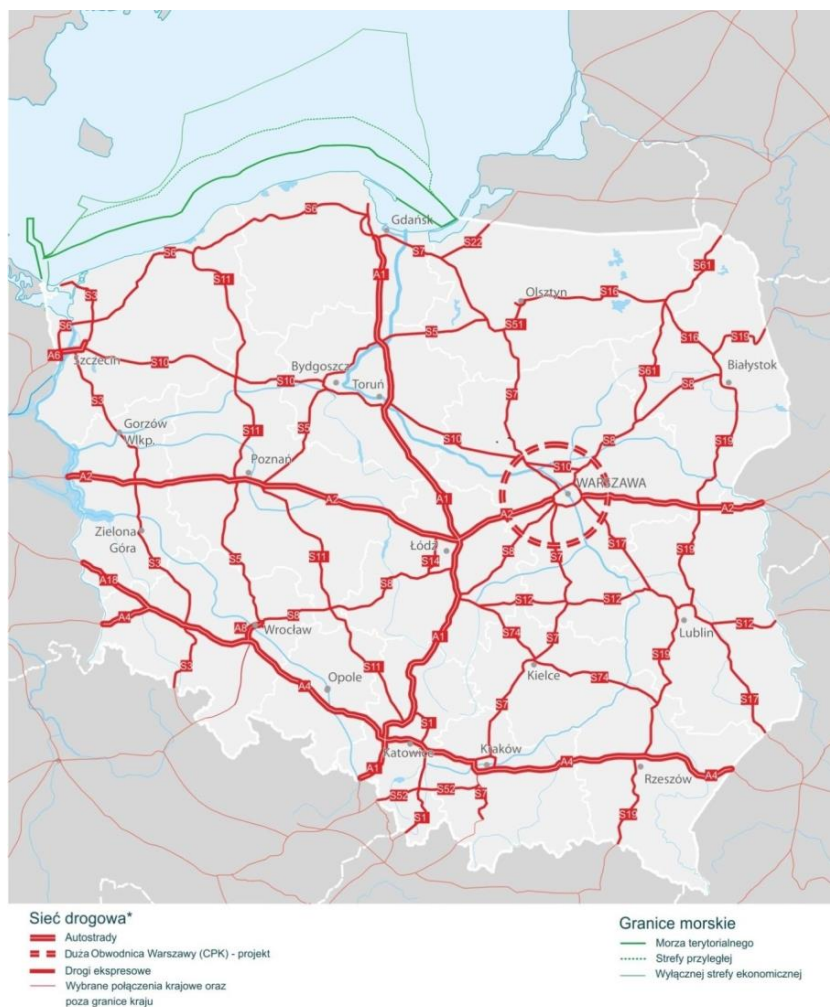 S6
Gdańsk
S6
S7
S22
S11
A1
S61
S3
Olsztyn
S16
S6
S5
S51
S16
S19
A6
Szczecin
S10
Bydgoszcz
S10
Toruń
S7
S61
S8
Białystok
S3
Gorzów
Wlkp.
S11
S5
S10
S8
S19
Poznań
S10
A2
WARSZAWA
A2
A1
A2
A2
Zielona
Góra
Łódź
S14
S8
S7
S17
S19
S3
S5
S11
S8
A18
A4
S8
S12
S12
A8
Wrocław
A1
S74
S7
Lublin
S12
S3
Opole
S11
S19
Kielce
S74
S17
A4
S7
S1
Katowice
Kraków
A1
A4
Rzeszów
A4
S52
S52
S7
S1
S19
Sieć drogowa*
Autostrady
Duża Obwodnica Warszawy (CPK) - projekt
Drogi ekspresowe
Wybrane połączenia krajowe oraz
poza granice kraju
Granice morskie
Morza terytorialnego
Strefy przyległej
Wyłącznej strefy ekonomicznej